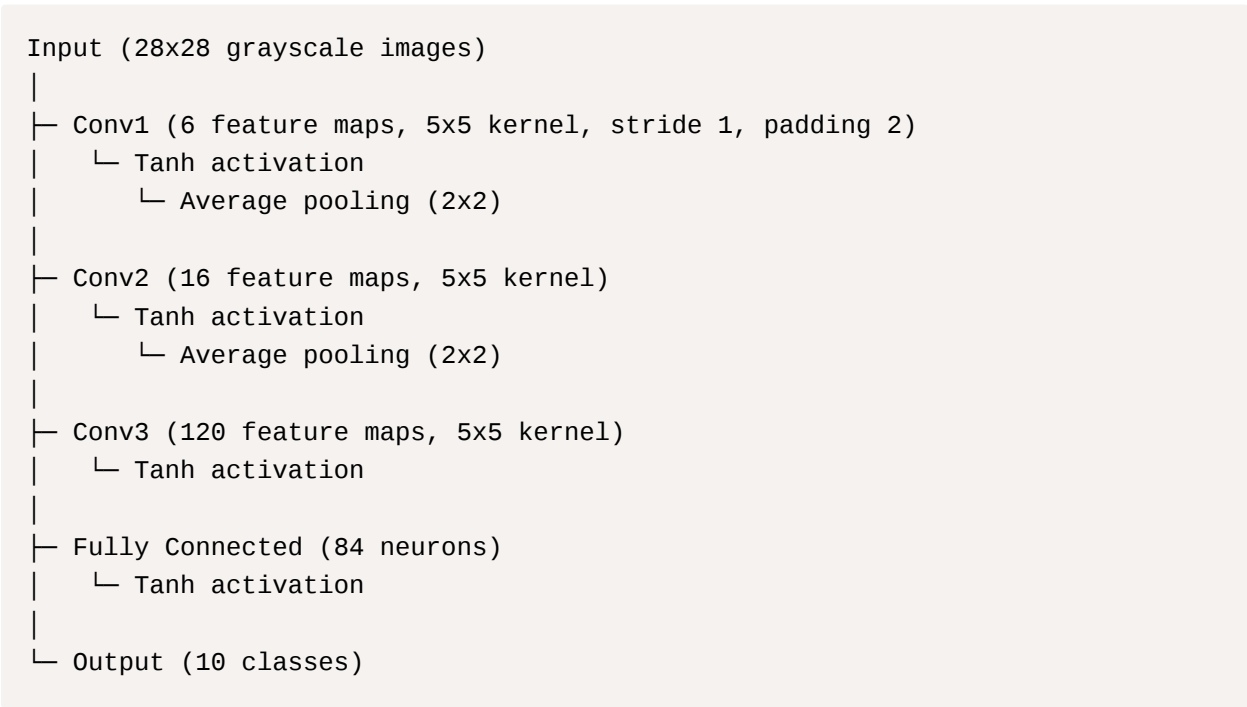 Input (28x28 grayscale images)
│
├─ Conv1 (6 feature maps, 5x5 kernel, stride 1, padding 2)
│   └─ Tanh activation
│      └─ Average pooling (2x2)
│
├─ Conv2 (16 feature maps, 5x5 kernel)
│   └─ Tanh activation
│      └─ Average pooling (2x2)
│
├─ Conv3 (120 feature maps, 5x5 kernel)
│   └─ Tanh activation
│
├─ Fully Connected (84 neurons)
│   └─ Tanh activation
│
└─ Output (10 classes)